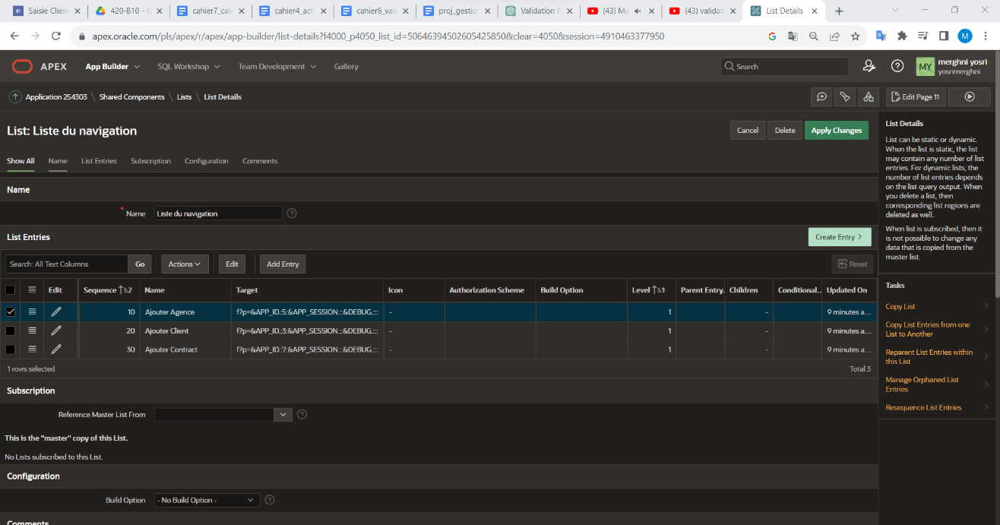 Saisie Client
420-B10 - G
cahier7_calc
cahier4_acti
cahier6_vali
proj_gestion
Validation R
(43) Ma
(43) validati
List Details
apex.oracle.com/pls/apex/r/apex/app-builder/list-details?f4000_p4050_list_id=506463945026054258050&clear=4050&session=4910463377950
M
APEX
App Builder
SQL Workshop
Team Development
Gallery
Search
MY
merghni yosri
yosrimerghni
Application 254303 \ Shared Components \ Lists \ List Details
Edit Page 11
List: Liste du navigation
Cancel
Delete
Apply Changes
Show All
Name
List Entries
Subscription
Configuration
Comments
Name
* Name
Liste du navigation
List Entries
Create Entry
Search: All Text Columns
Go
Actions
Edit
Add Entry
Reset
Edit Sequence 2 Name Target Icon Authorization Scheme Build Option Level 1 Parent Entry. Children Conditional.. Updated On
10 Ajouter Agence f?p=&APP_ID.:5:&APP_SESSION.::&DEBUG.:::: - 1 - 9 minutes a...
20 Ajouter Client f?p=&APP_ID.:3:&APP_SESSION.::&DEBUG.:::: - 1 - 9 minutes a...
30 Ajouter Contract f?p=&APP_ID.:7:&APP_SESSION.::&DEBUG.:::: - 1 - 9 minutes a...
1 rows selected
Total 3
Subscription
Reference Master List From
This is the "master" copy of this List.
No Lists subscribed to this List.
Configuration
Build Option
- No Build Option -
Comments
List Details
List can be static or dynamic.
When the list is static, the list
may contain any number of list
entries. For dynamic lists, the
number of list entries depends
on the list query output. When
you delete a list, then
corresponding list regions are
deleted as well.
When list is subscribed, then it
is not possible to change any
data that is copied from the
master list.
Tasks
Copy List
Copy List Entries from one
List to Another
Reparent List Entries within
this List
Manage Orphaned List
Entries
Resequence List Entries